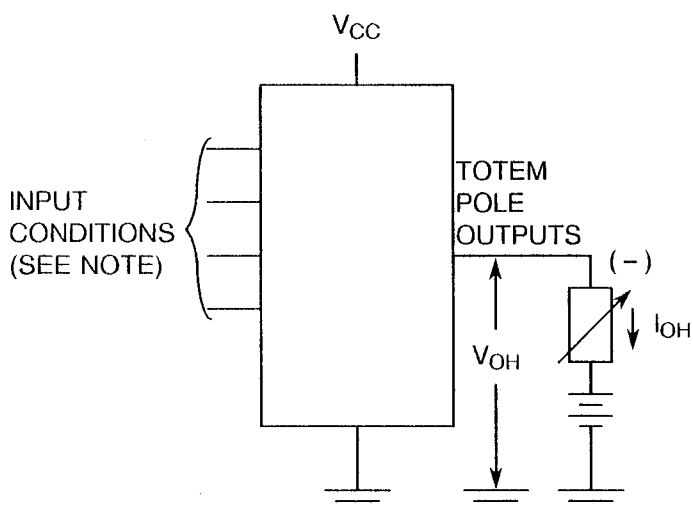 VCC
INPUT
CONDITIONS
(SEE NOTE)
TOTEM
POLE
OUTPUTS
(–)
IOH
VOH